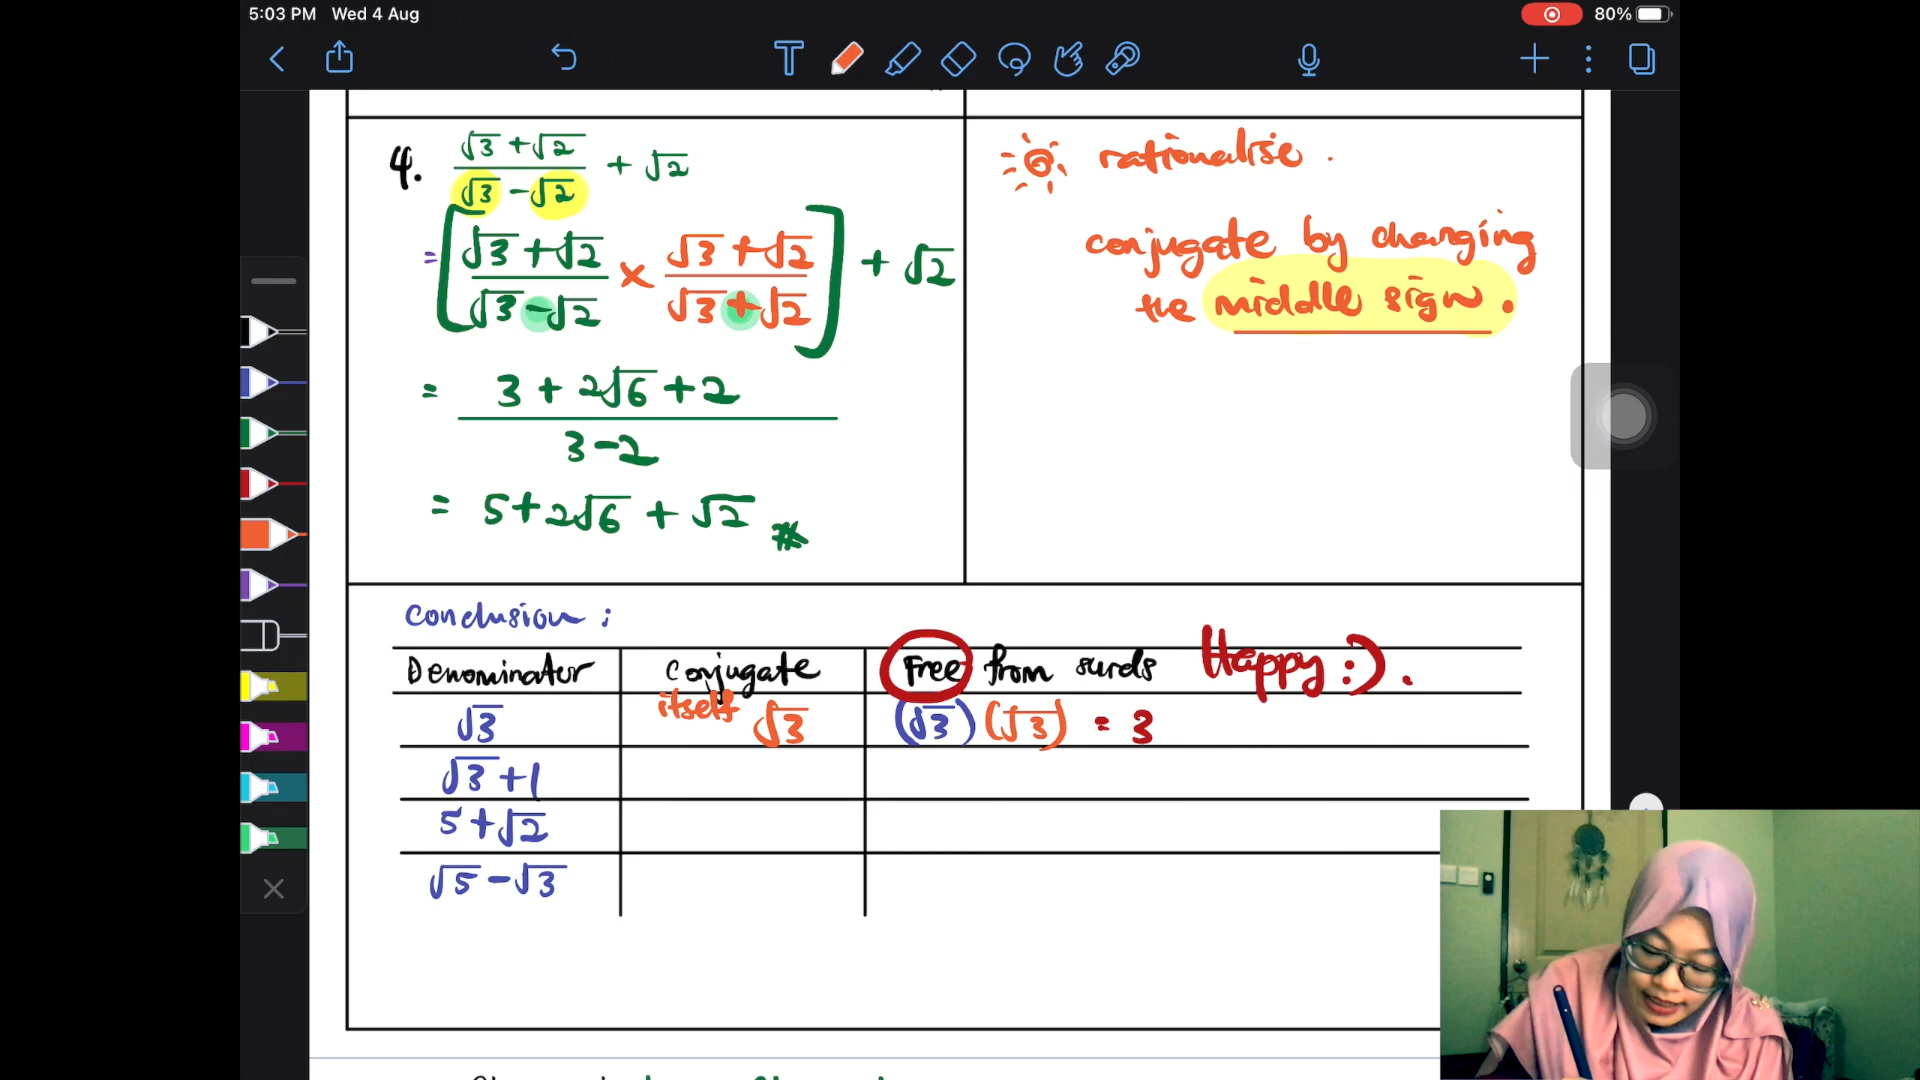 5:03 PM Wed 4 Aug 80%
4. (√3 + √2)/(√3 − √2) + √2
= [(√3 + √2)/(√3 − √2) × (√3 + √2)/(√3 + √2)] + √2
= (3 + 2√6 + 2)/(3 − 2)
= 5 + 2√6 + √2
rationalise.
conjugate by changing
the middle sign.
Conclusion :
Denominator Conjugate Free from surds Happy :).
√3 itself √3 (√3)(√3) = 3
√3 + 1
5 + √2
√5 − √3